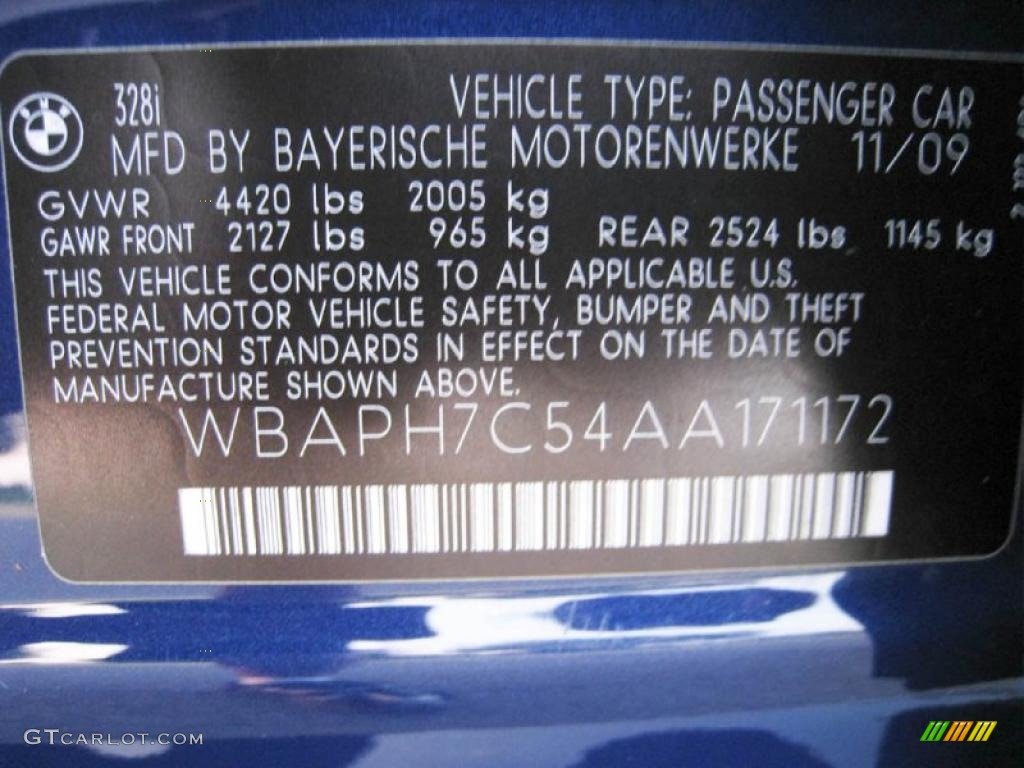 328i VEHICLE TYPE: PASSENGER CAR
MFD BY BAYERISCHE MOTORENWERKE 11/09
GVWR 4420 lbs 2005 kg
GAWR FRONT 2127 lbs 965 kg REAR 2524 lbs 1145 kg
THIS VEHICLE CONFORMS TO ALL APPLICABLE U.S.
FEDERAL MOTOR VEHICLE SAFETY, BUMPER AND THEFT
PREVENTION STANDARDS IN EFFECT ON THE DATE OF
MANUFACTURE SHOWN ABOVE.
WBAPH7C54AA171172
GTCARLOT.COM